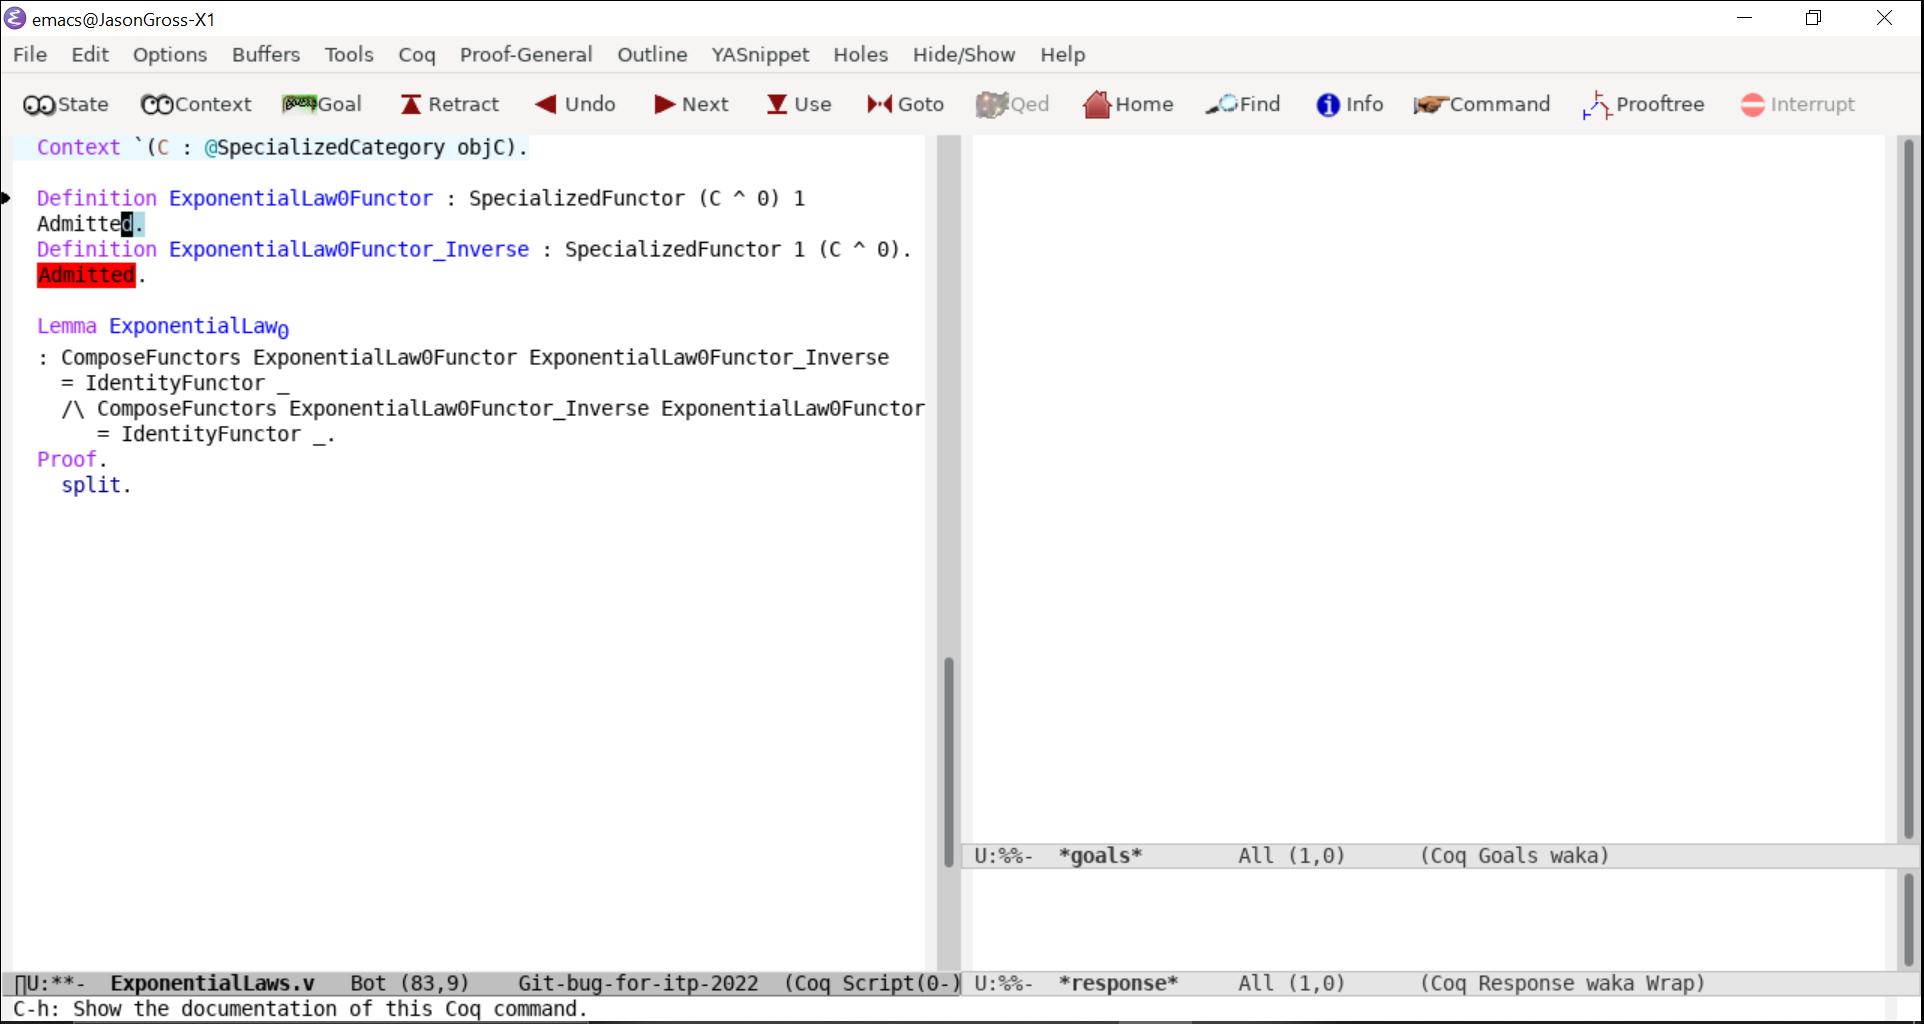 emacs@JasonGross-X1
File Edit Options Buffers Tools Coq Proof-General Outline YASnippet Holes Hide/Show Help
State Context Goal Retract Undo Next Use Goto Qed Home Find Info Command Prooftree Interrupt
Context `(C : @SpecializedCategory objC).
Definition ExponentialLaw0Functor : SpecializedFunctor (C ^ 0) 1
Admitted.
Definition ExponentialLaw0Functor_Inverse : SpecializedFunctor 1 (C ^ 0).
Admitted.
Lemma ExponentialLaw0
: ComposeFunctors ExponentialLaw0Functor ExponentialLaw0Functor_Inverse
= IdentityFunctor _
/\ ComposeFunctors ExponentialLaw0Functor_Inverse ExponentialLaw0Functor
= IdentityFunctor _.
Proof.
split.
U:%%- *goals* All (1,0) (Coq Goals waka)
U:**- ExponentialLaws.v Bot (83,9) Git-bug-for-itp-2022 (Coq Script(0-)
U:%%- *response* All (1,0) (Coq Response waka Wrap)
C-h: Show the documentation of this Coq command.